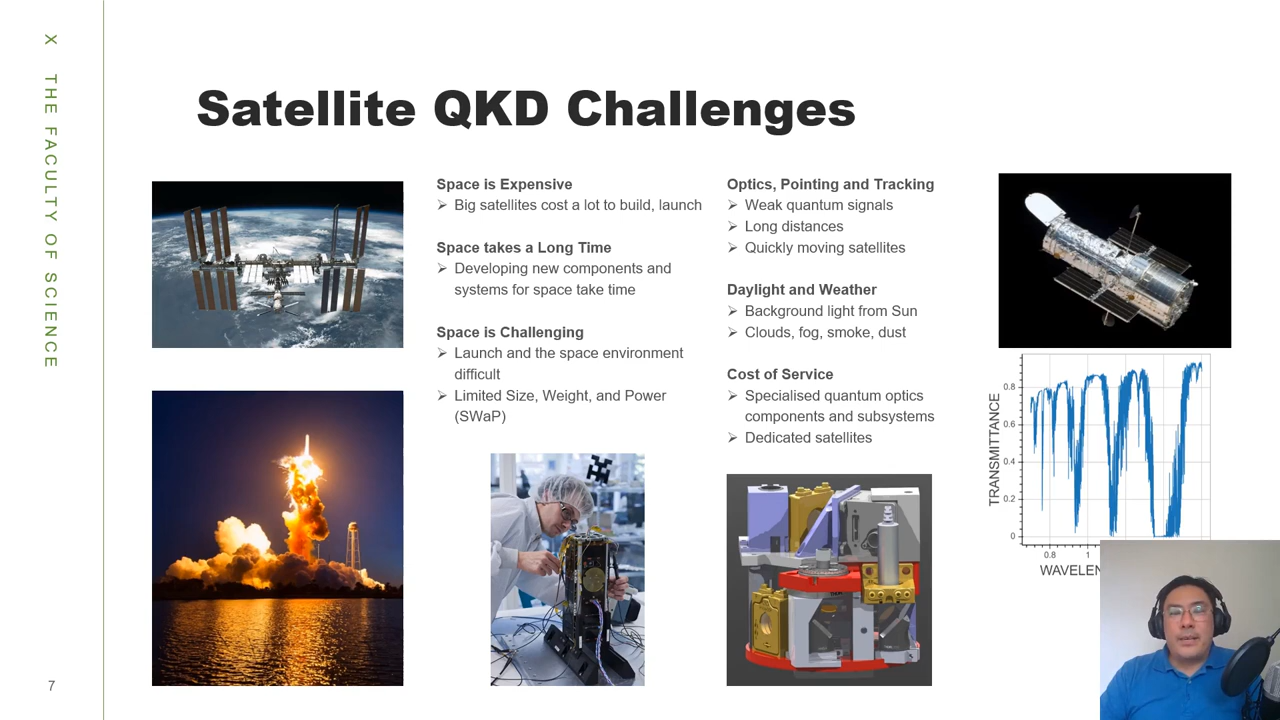 X THE FACULTY OF SCIENCE
Satellite QKD Challenges
Space is Expensive
➢ Big satellites cost a lot to build, launch
Space takes a Long Time
➢ Developing new components and
systems for space take time
Space is Challenging
➢ Launch and the space environment
difficult
➢ Limited Size, Weight, and Power
(SWaP)
Optics, Pointing and Tracking
➢ Weak quantum signals
➢ Long distances
➢ Quickly moving satellites
Daylight and Weather
➢ Background light from Sun
➢ Clouds, fog, smoke, dust
Cost of Service
➢ Specialised quantum optics
components and subsystems
➢ Dedicated satellites
TRANSMITTANCE
0.8
0.6
0.4
0.2
0
0.8 1
7